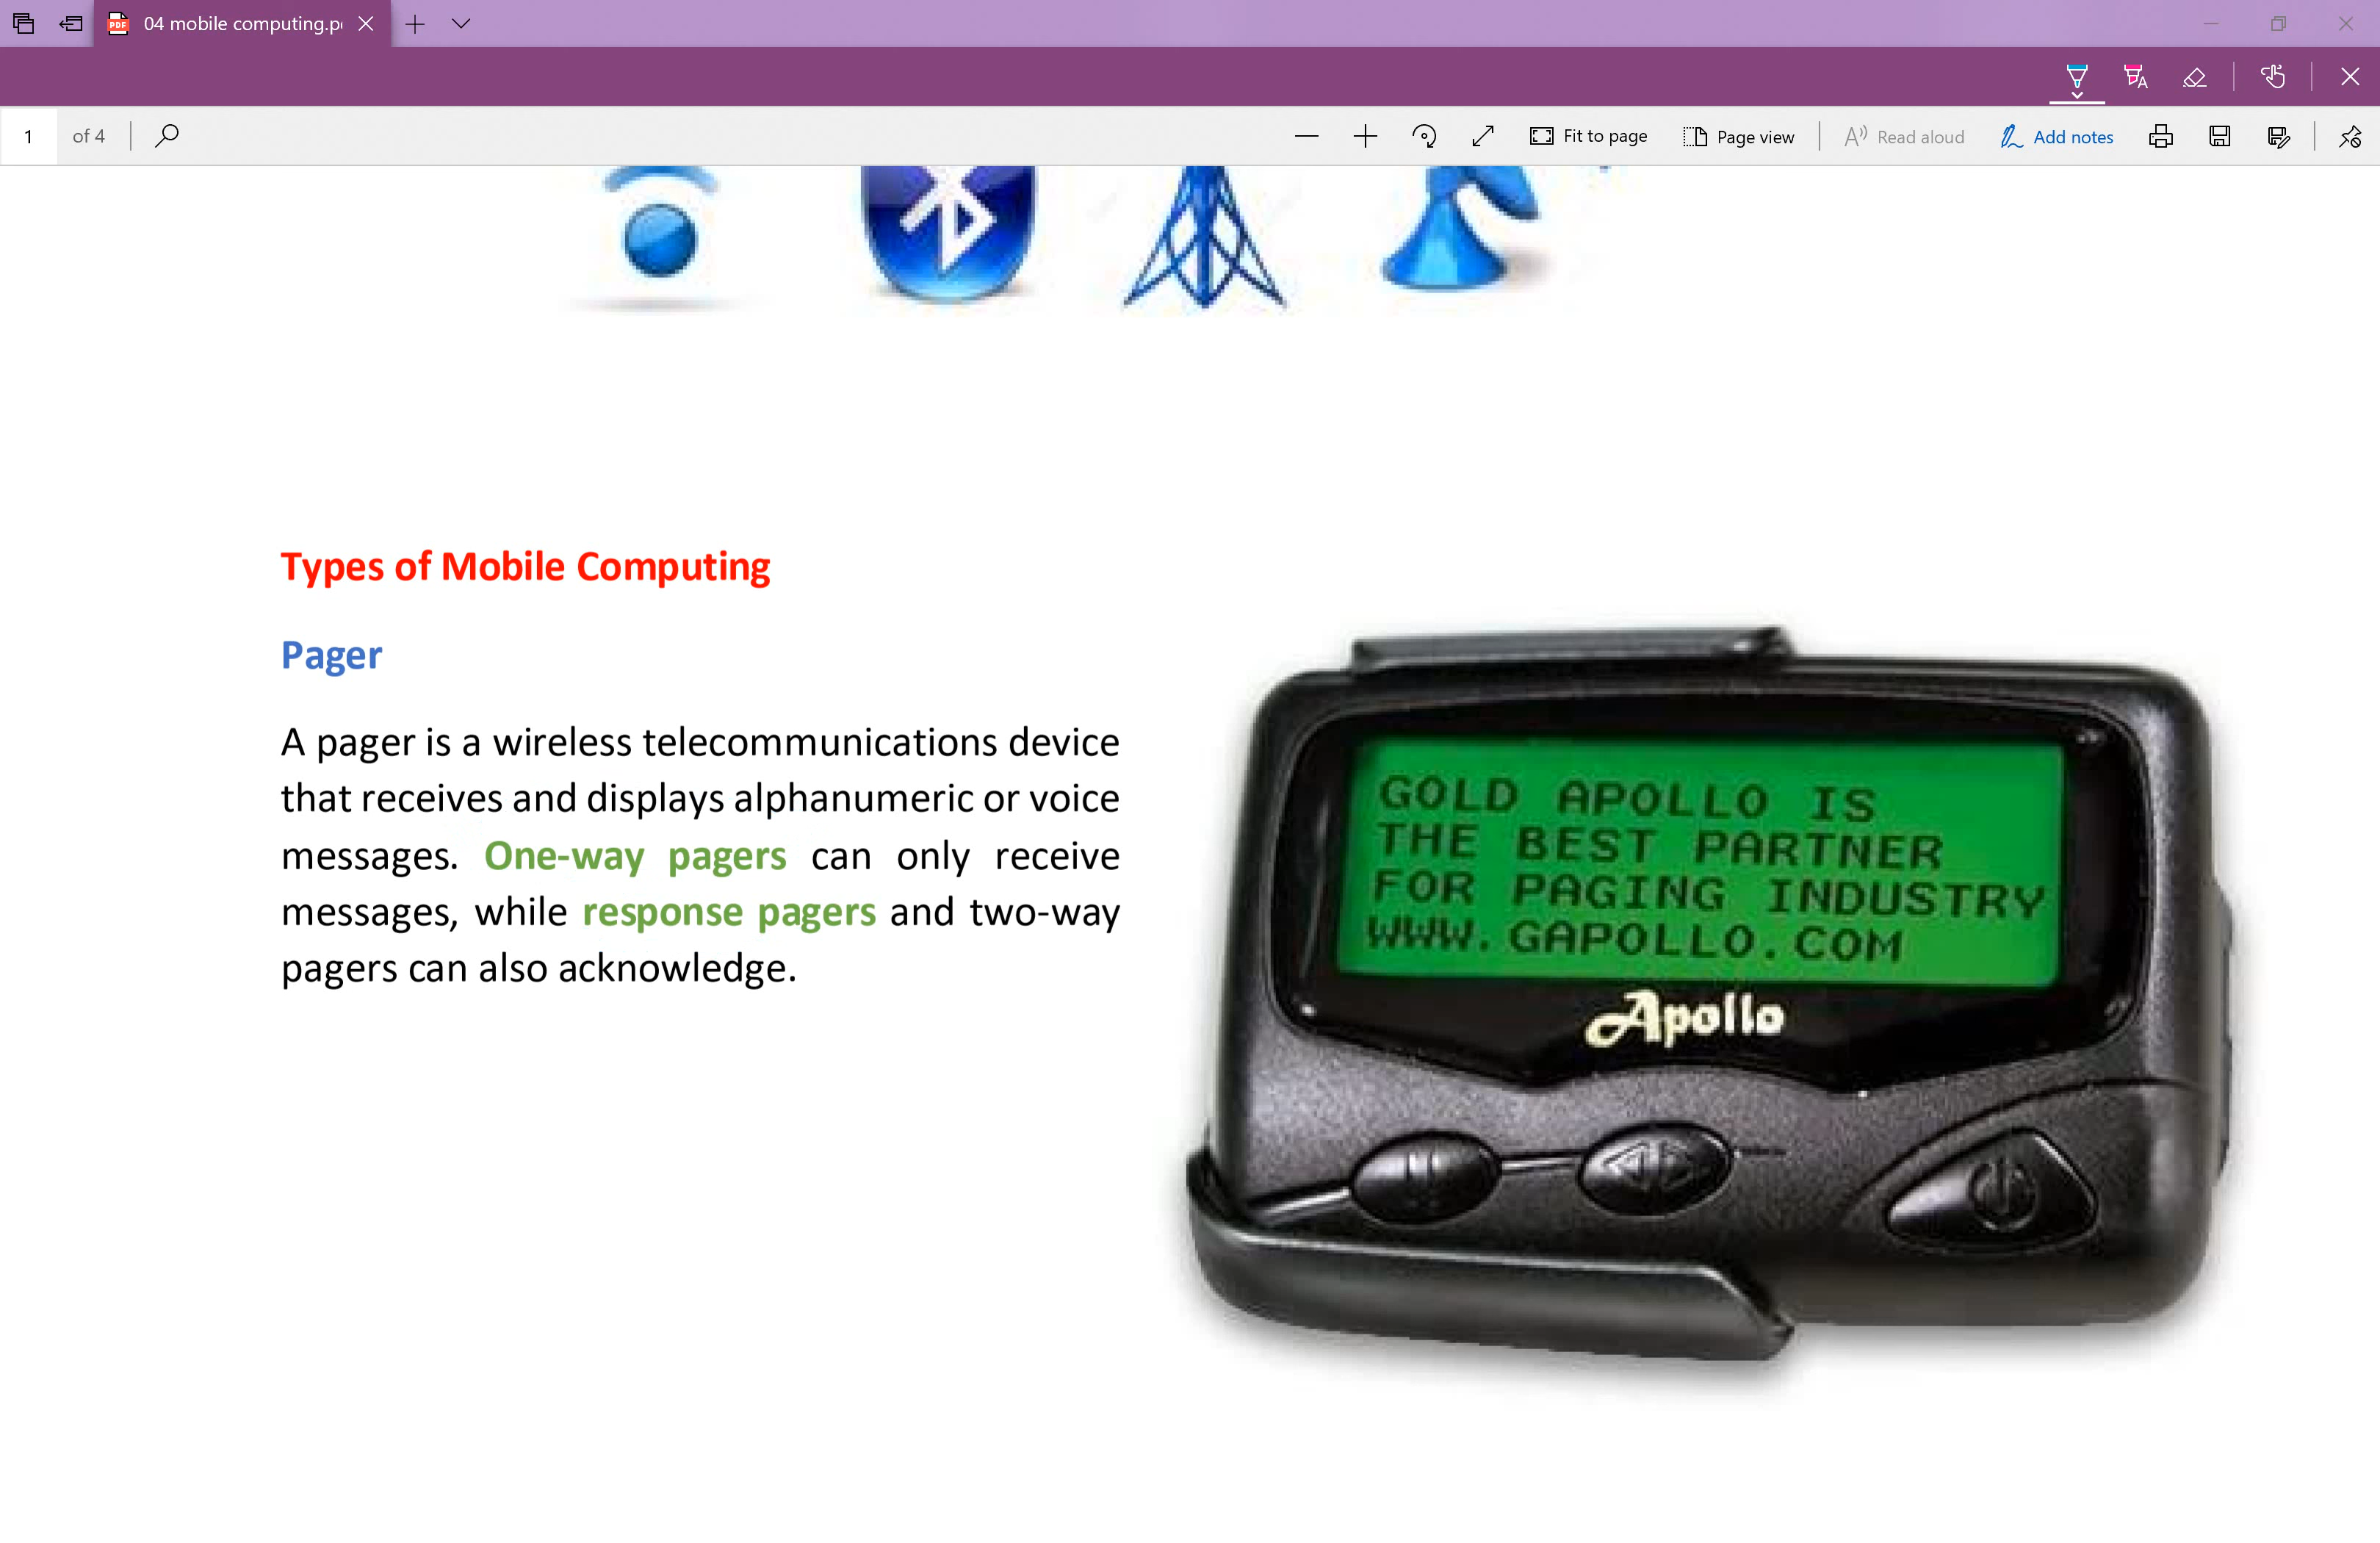 04 mobile computing.p
1 of 4
Fit to page
Page view
Read aloud
Add notes
Types of Mobile Computing
Pager
A pager is a wireless telecommunications device
that receives and displays alphanumeric or voice
messages. One-way pagers can only receive
messages, while response pagers and two-way
pagers can also acknowledge.
GOLD APOLLO IS
THE BEST PARTNER
FOR PAGING INDUSTRY
WWW.GAPOLLO.COM
Apollo